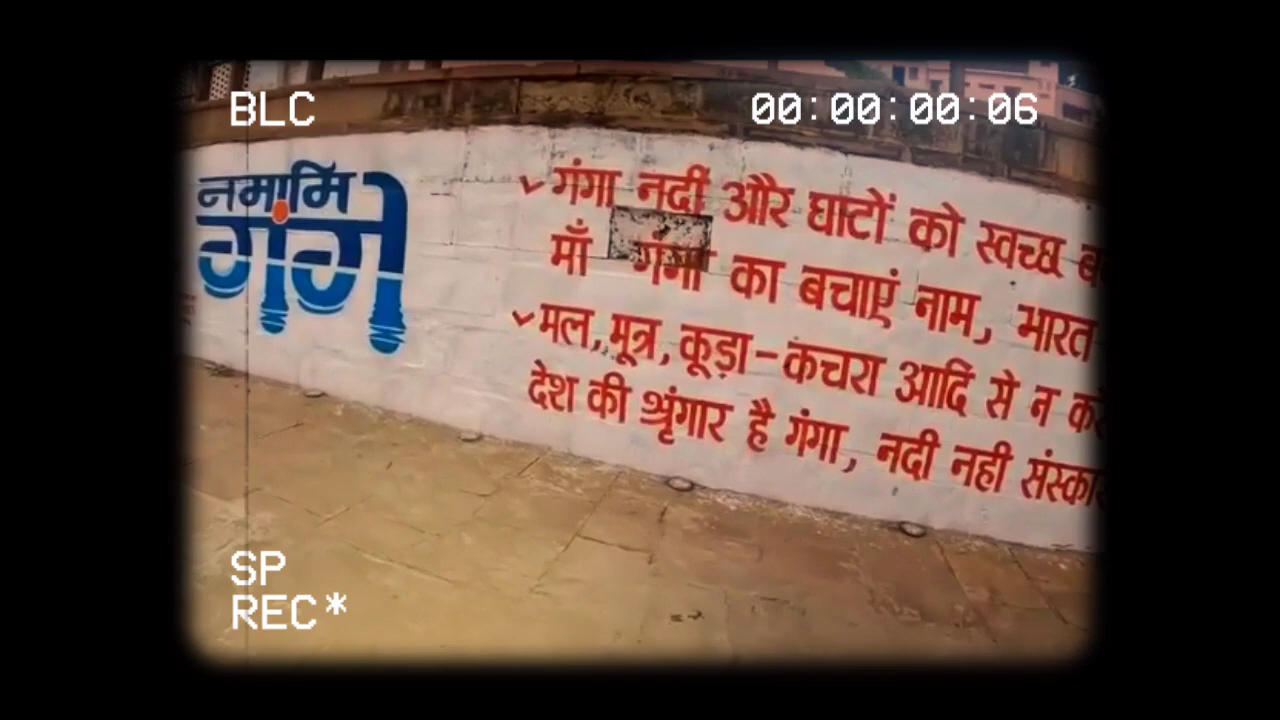 BLC
00:00:00:06
नमामि
गंगे
गंगा नदी और घाटों को स्वच्छ
माँ गंगा का बचाएं नाम, भारत
मल, मूत्र, कूड़ा-कचरा आदि से न
देश की श्रृंगार है गंगा, नदी नही
SP
REC*